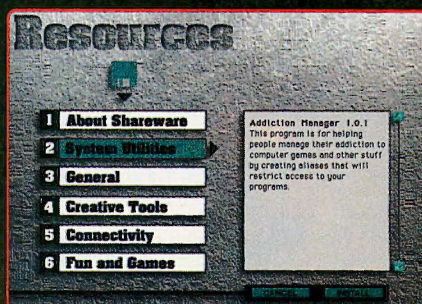 Resources
1 About Shareware
2 System Utilities
3 General
4 Creative Tools
5 Connectivity
6 Fun and Games
Addiction Manager 1.0.1
This program is for helping
people manage their addiction to
computer games and other stuff
by creating aliases that will
restrict access to your
programs.